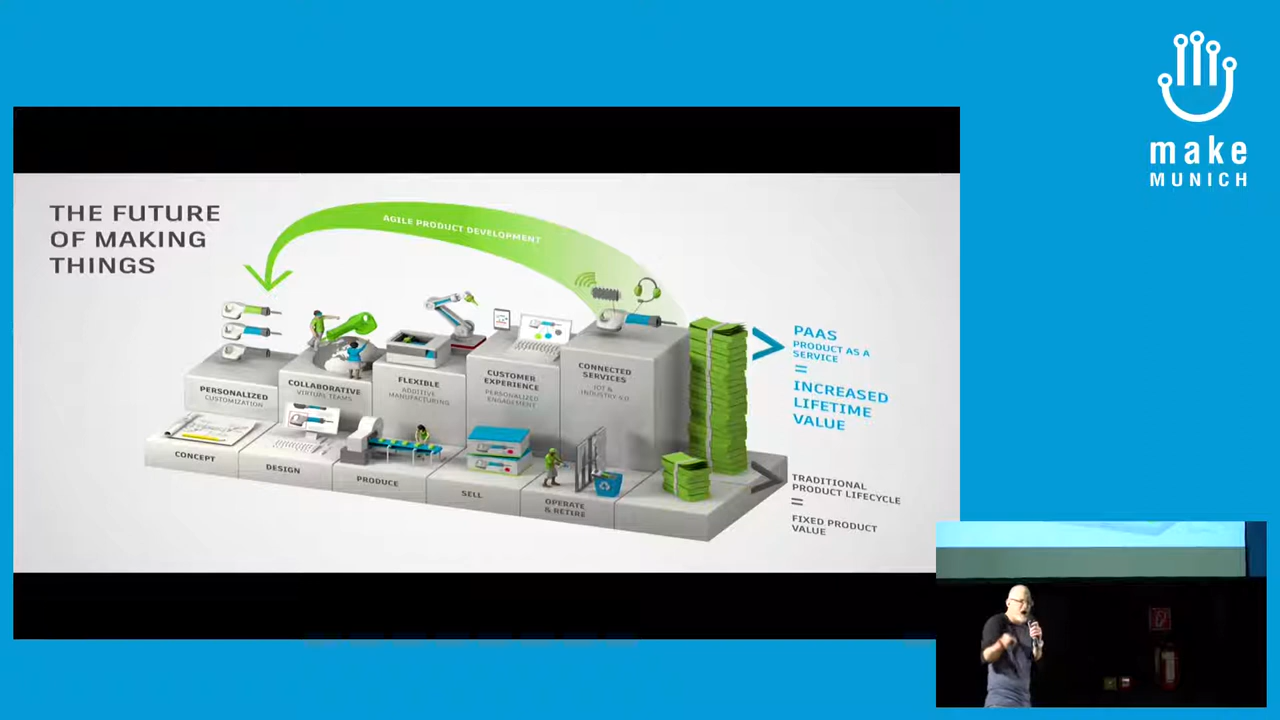 make
MUNICH
THE FUTURE
OF MAKING
THINGS
AGILE PRODUCT DEVELOPMENT
PERSONALIZED
CUSTOMIZATION
COLLABORATIVE
VIRTUAL TEAMS
FLEXIBLE
ADDITIVE
MANUFACTURING
CUSTOMER
EXPERIENCE
PERSONALIZED
ENGAGEMENT
CONNECTED
SERVICES
IOT &
INDUSTRY 4.0
PAAS
PRODUCT AS A
SERVICE
=
INCREASED
LIFETIME
VALUE
CONCEPT
DESIGN
PRODUCE
SELL
OPERATE
& RETIRE
TRADITIONAL
PRODUCT LIFECYCLE
=
FIXED PRODUCT
VALUE